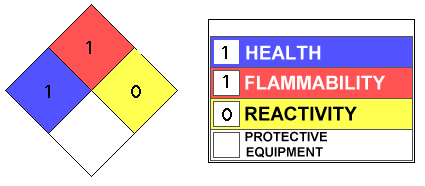 1
1
0
1 HEALTH
1 FLAMMABILITY
0 REACTIVITY
PROTECTIVE
EQUIPMENT